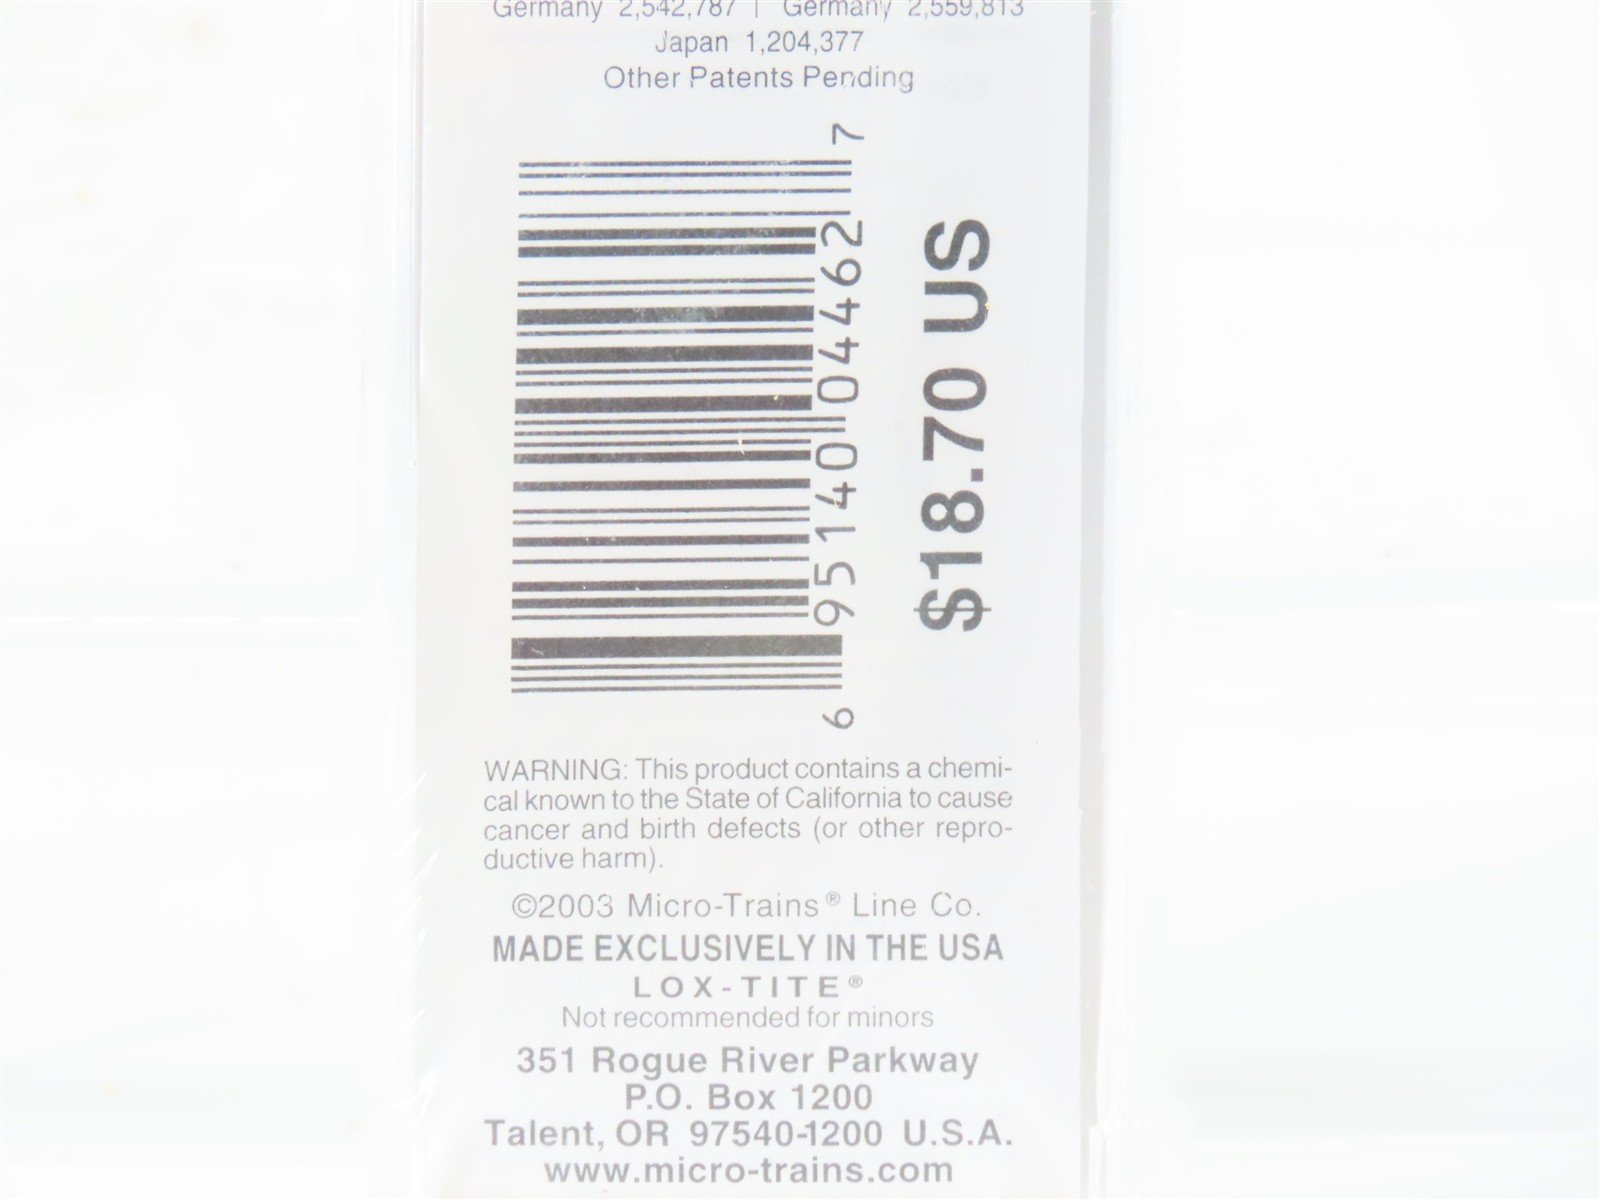 Germany 2,542,787 | Germany 2,559,813
Japan 1,204,377
Other Patents Pending
6 95140 04462 7
$18.70 US
WARNING: This product contains a chemi-
cal known to the State of California to cause
cancer and birth defects (or other repro-
ductive harm).
©2003 Micro-Trains® Line Co.
MADE EXCLUSIVELY IN THE USA
LOX-TITE®
Not recommended for minors
351 Rogue River Parkway
P.O. Box 1200
Talent, OR 97540-1200 U.S.A.
www.micro-trains.com